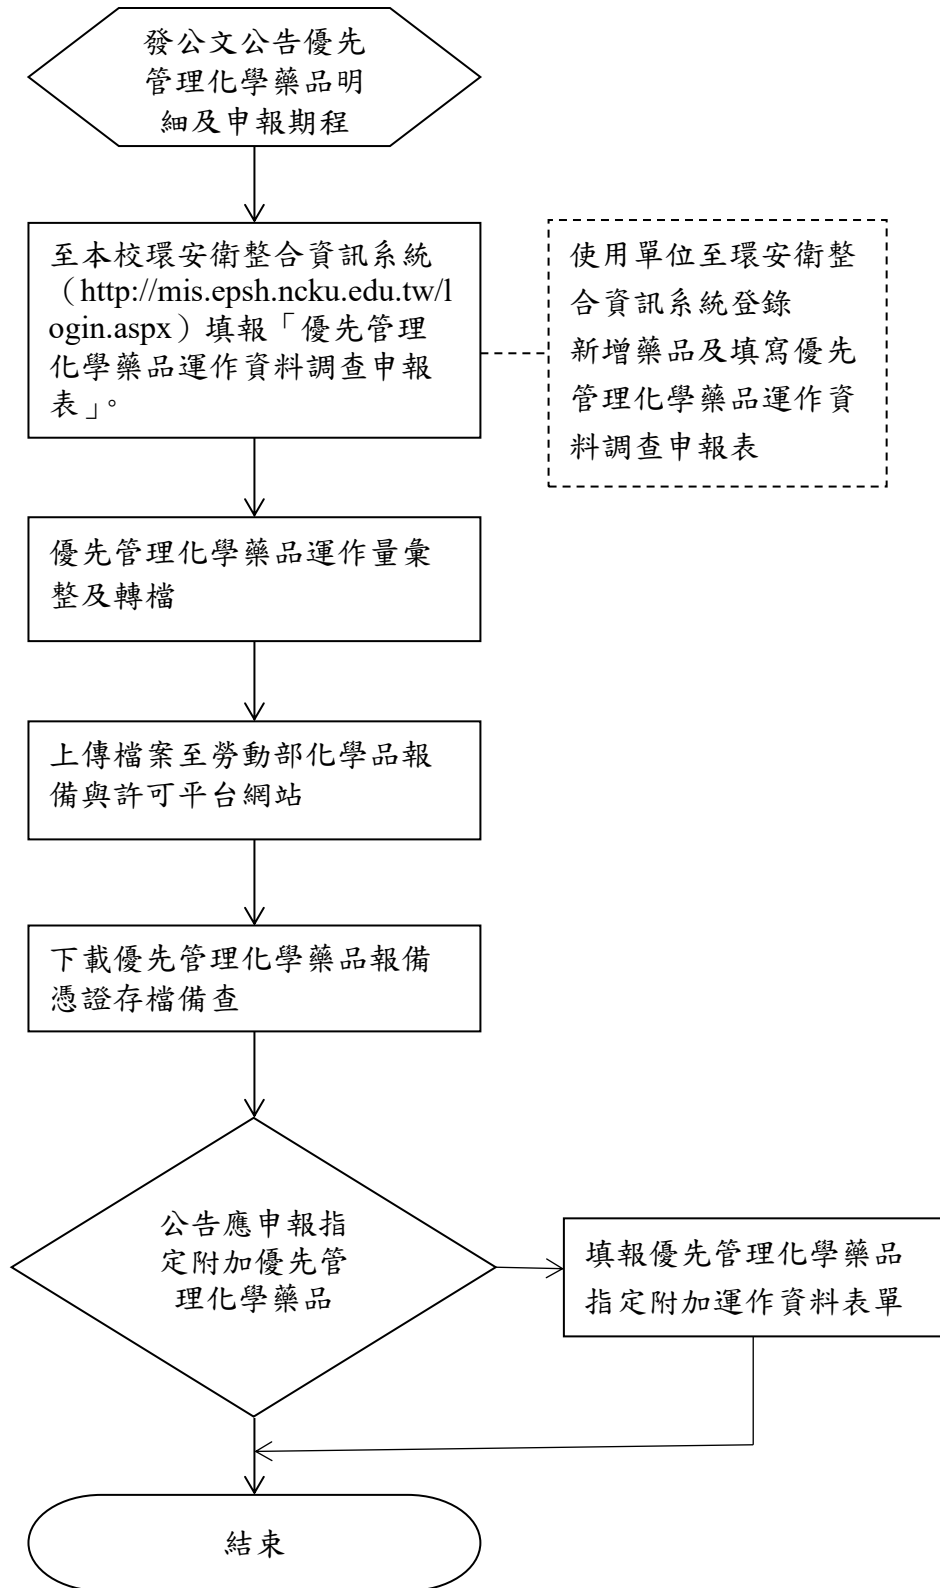 發公文公告優先
管理化學藥品明
細及申報期程
至本校環安衛整合資訊系統
（http://mis.epsh.ncku.edu.tw/l
ogin.aspx）填報「優先管理
化學藥品運作資料調查申報
表」。
使用單位至環安衛整
合資訊系統登錄
新增藥品及填寫優先
管理化學藥品運作資
料調查申報表
優先管理化學藥品運作量彙
整及轉檔
上傳檔案至勞動部化學品報
備與許可平台網站
下載優先管理化學藥品報備
憑證存檔備查
公告應申報指
定附加優先管
理化學藥品
填報優先管理化學藥品
指定附加運作資料表單
結束